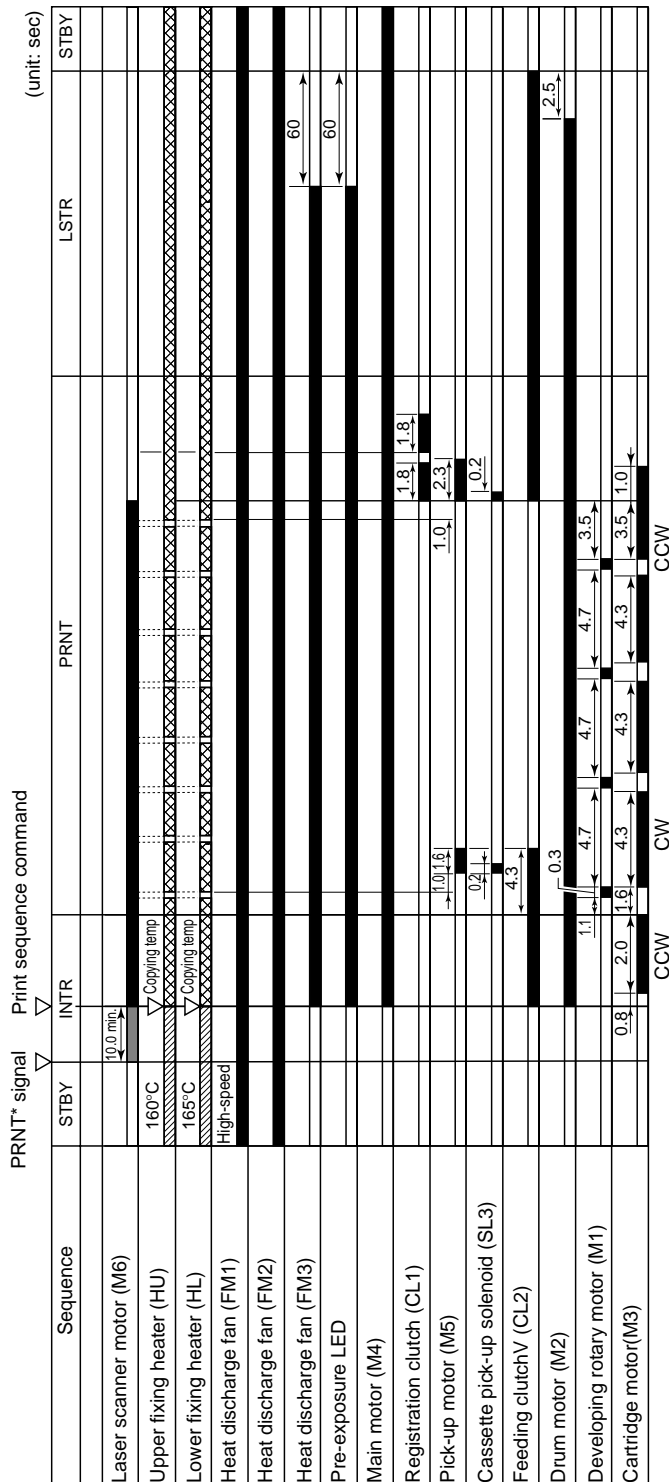 (unit: sec)
PRNT* signal
Print sequence command
Sequence
STBY
INTR
PRNT
LSTR
STBY
Laser scanner motor (M6)
10.0 min.
Upper fixing heater (HU)
160°C
Copying temp
Lower fixing heater (HL)
165°C
Copying temp
Heat discharge fan (FM1)
High-speed
Heat discharge fan (FM2)
Heat discharge fan (FM3)
60
Pre-exposure LED
60
Main motor (M4)
Registration clutch (CL1)
1.8
1.8
Pick-up motor (M5)
1.0
1.6
1.0
2.3
Cassette pick-up solenoid (SL3)
0.2
0.2
Feeding clutchV (CL2)
4.3
Drum motor (M2)
0.3
2.5
Developing rotary motor (M1)
1.1
4.7
4.7
4.7
3.5
Cartridge motor(M3)
0.8
2.0
1.6
4.3
4.3
4.3
3.5
1.0
CCW
CW
CCW